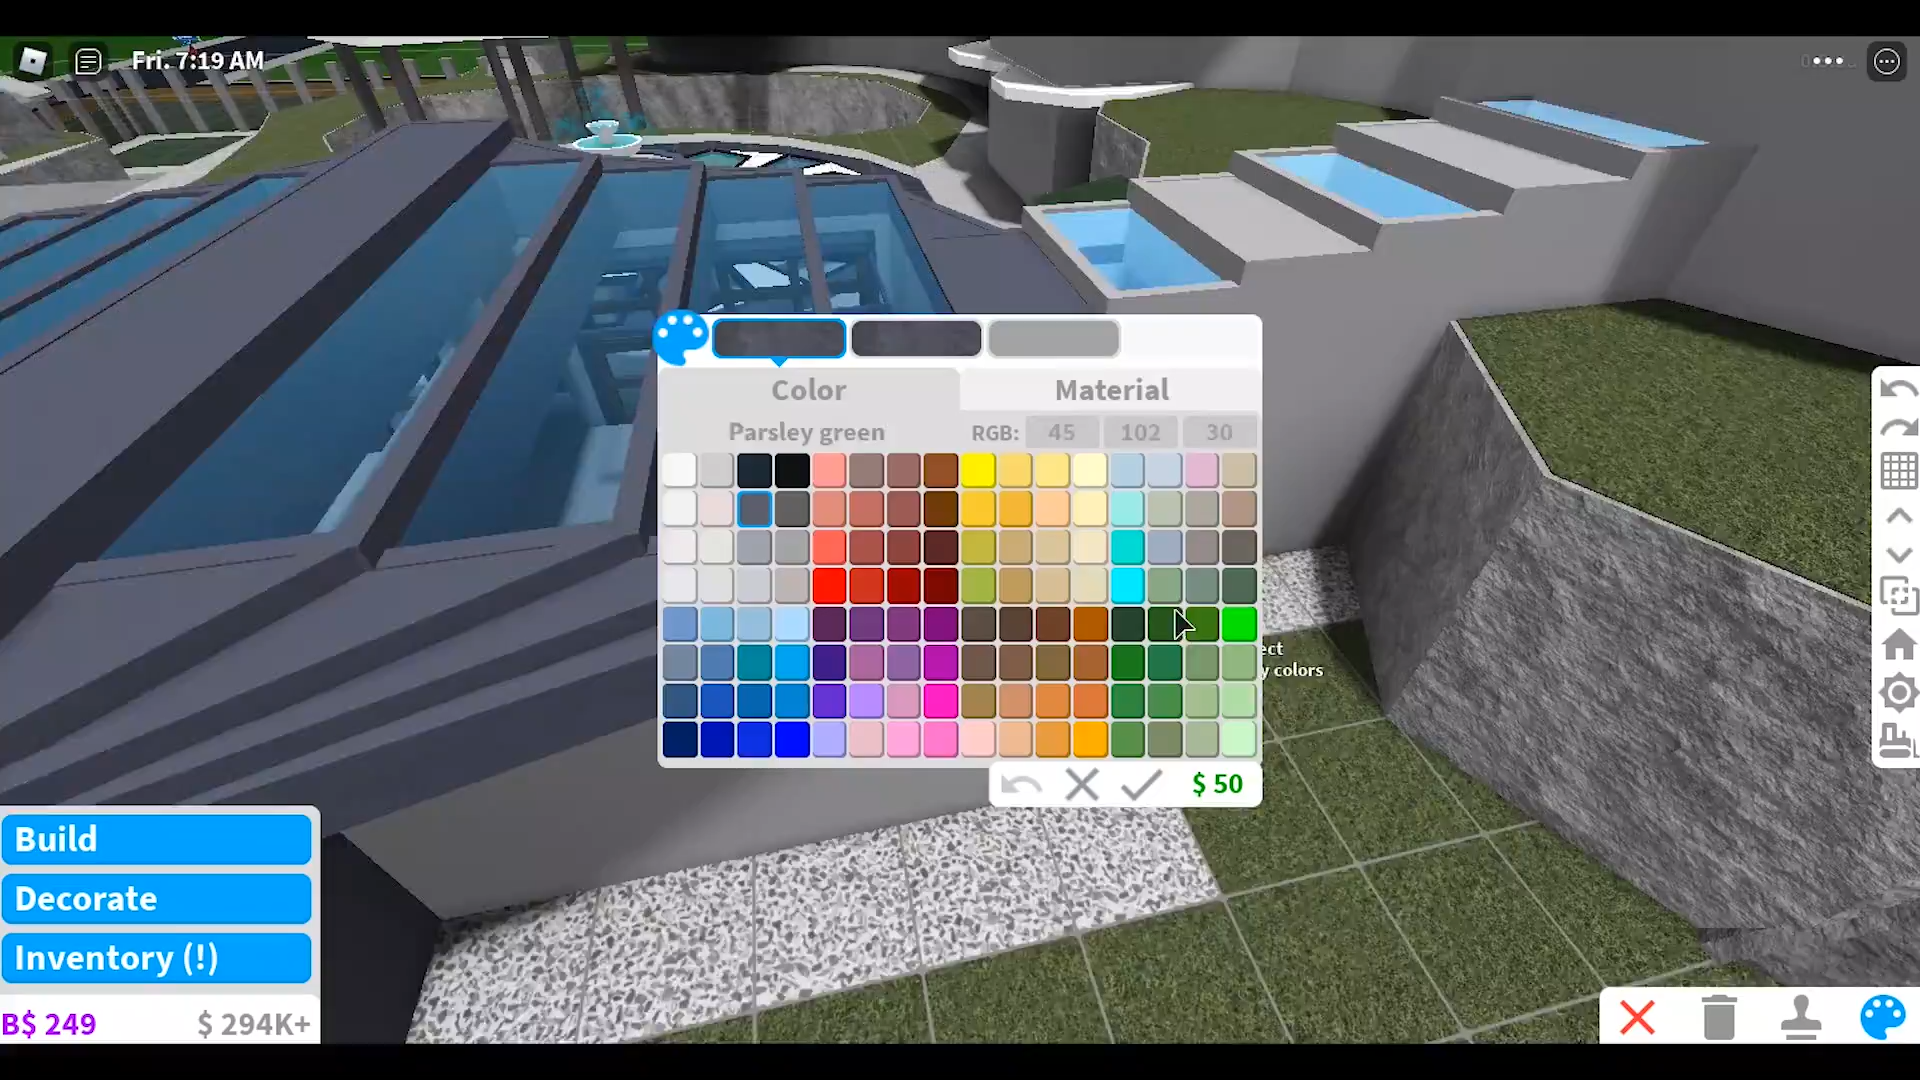 Fri. 7:19 AM
Color
Material
Parsley green
RGB: 45 102 30
ect
y colors
$ 50
Build
Decorate
Inventory (!)
B$ 249
$ 294K+